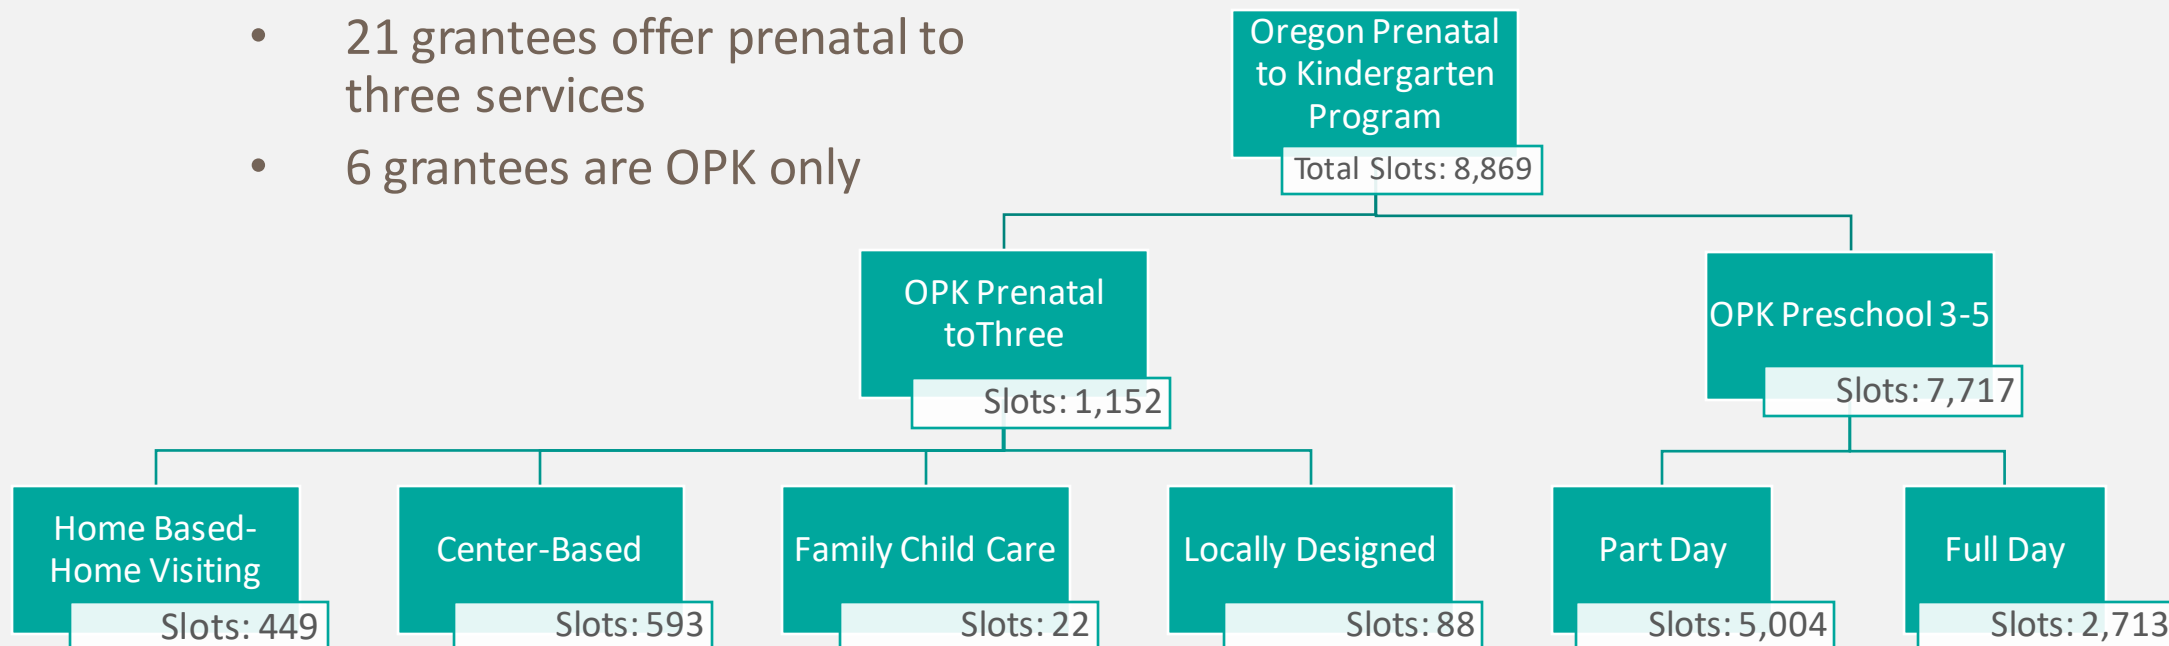 • 21 grantees offer prenatal to
three services
• 6 grantees are OPK only
Oregon Prenatal
to Kindergarten
Program
Total Slots: 8,869
OPK Prenatal
toThree
Slots: 1,152
OPK Preschool 3-5
Slots: 7,717
Home Based-
Home Visiting
Slots: 449
Center-Based
Slots: 593
Family Child Care
Slots: 22
Locally Designed
Slots: 88
Part Day
Slots: 5,004
Full Day
Slots: 2,713